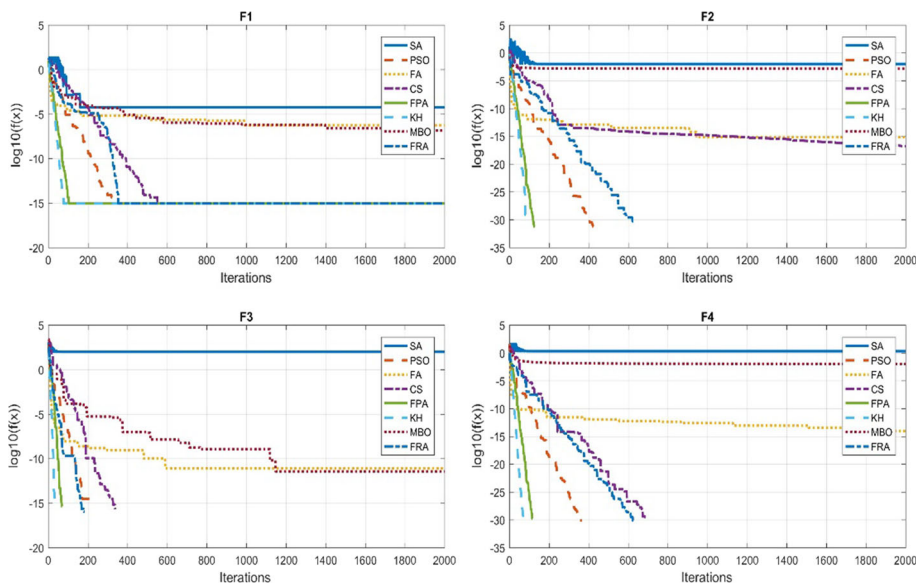 F1
5
0
-5
-10
-15
-20
log10(f(x))
0 200 400 600 800 1000 1200 1400 1600 1800 2000
Iterations
SA
PSO
FA
CS
FPA
KH
MBO
FRA
F2
5
0
-5
-10
-15
-20
-25
-30
-35
log10(f(x))
0 200 400 600 800 1000 1200 1400 1600 1800 2000
Iterations
SA
PSO
FA
CS
FPA
KH
MBO
FRA
F3
5
0
-5
-10
-15
-20
log10(f(x))
0 200 400 600 800 1000 1200 1400 1600 1800 2000
Iterations
SA
PSO
FA
CS
FPA
KH
MBO
FRA
F4
5
0
-5
-10
-15
-20
-25
-30
-35
log10(f(x))
0 200 400 600 800 1000 1200 1400 1600 1800 2000
Iterations
SA
PSO
FA
CS
FPA
KH
MBO
FRA